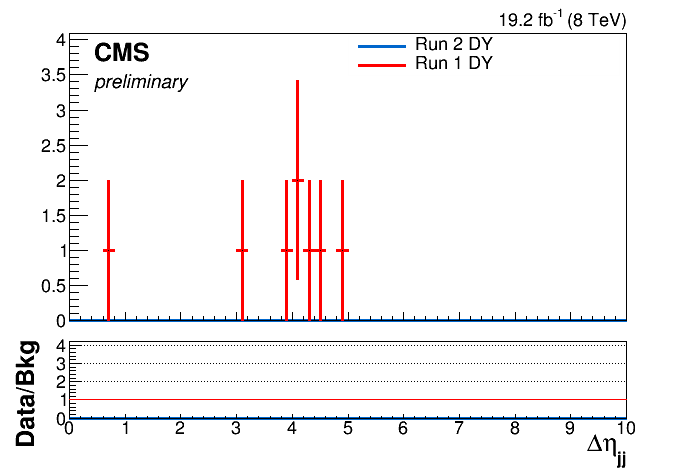 19.2 fb⁻¹ (8 TeV)
CMS
preliminary
Run 2 DY
Run 1 DY
4
3.5
3
2.5
2
1.5
1
0.5
0
Data/Bkg
4
3
2
1
0
0 1 2 3 4 5 6 7 8 9 10
Δη_jj